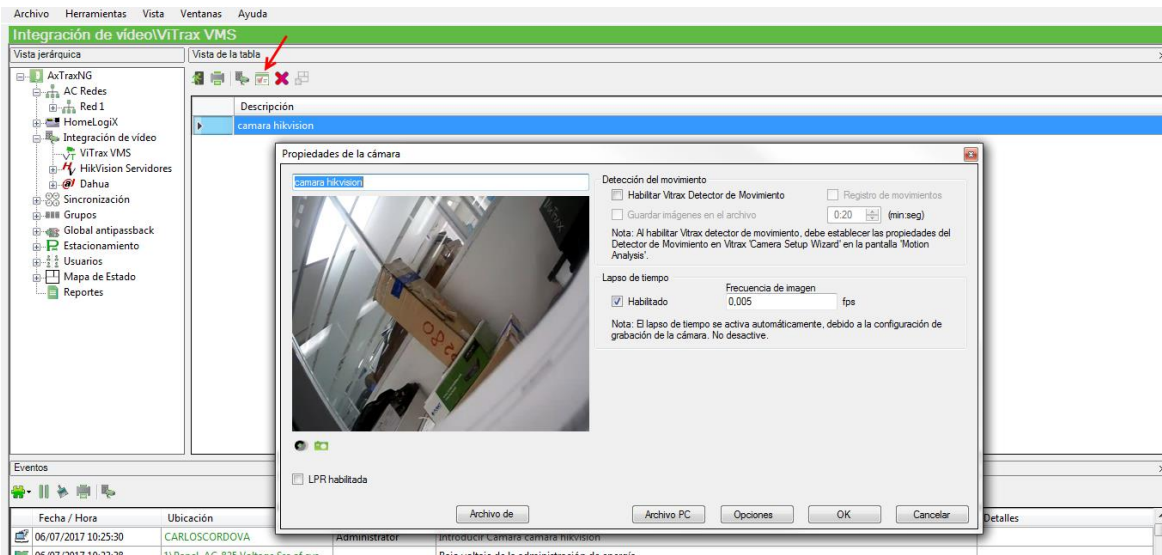 Archivo Herramientas Vista Ventanas Ayuda
Integración de vídeo\ViTrax VMS
Vista jerárquica
Vista de la tabla
AxTraxNG
AC Redes
Red 1
HomeLogiX
Integración de vídeo
ViTrax VMS
HikVision Servidores
Dahua
Sincronización
Grupos
Global antipassback
Estacionamiento
Usuarios
Mapa de Estado
Reportes
Descripción
camara hikvision
Propiedades de la cámara
camara hikvision
LPR habilitada
Detección del movimiento
Habilitar Vitrax Detector de Movimiento
Registro de movimientos
Guardar imágenes en el archivo
0:20 (min:seg)
Nota: Al habilitar Vitrax detector de movimiento, debe establecer las propiedades del
Detector de Movimiento en Vitrax 'Camera Setup Wizard' en la pantalla 'Motion
Analysis'.
Lapso de tiempo
Frecuencia de imagen
Habilitado
0,005 fps
Nota: El lapso de tiempo se activa automáticamente, debido a la configuración de
grabación de la cámara. No desactive.
Archivo de
Archivo PC
Opciones
OK
Cancelar
Eventos
Fecha / Hora
Ubicación
Detalles
06/07/2017 10:25:30
CARLOSCORDOVA
Administrator
Introducir Cámara camara hikvision